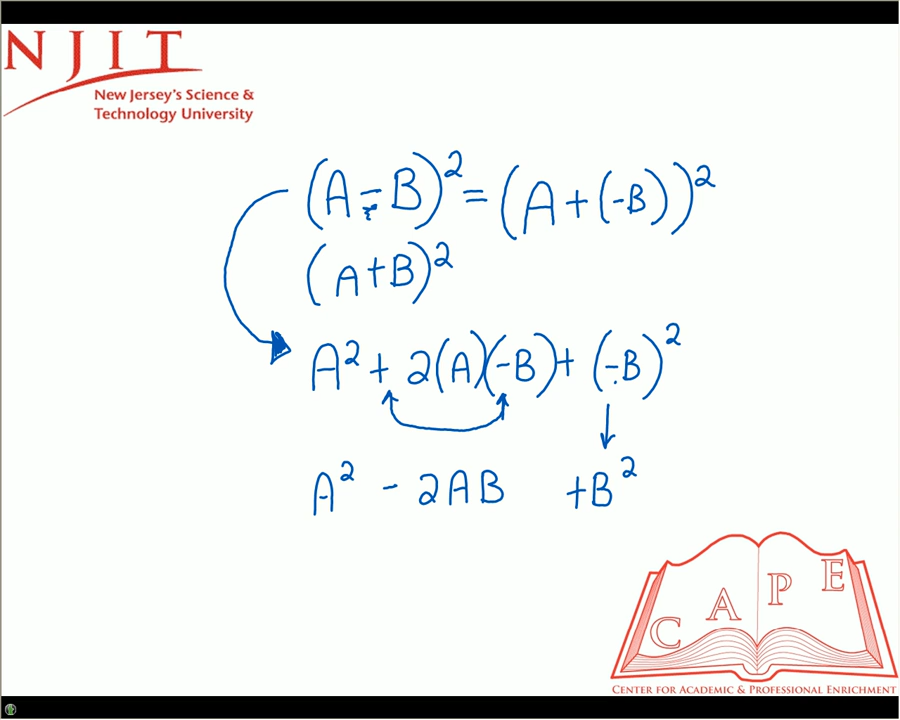 NJIT
New Jersey's Science &
Technology University
(A - B)² = (A + (-B))²
(A+B)²
A² + 2(A)(-B) + (-B)²
A² - 2AB +B²
CAPE
CENTER FOR ACADEMIC & PROFESSIONAL ENRICHMENT